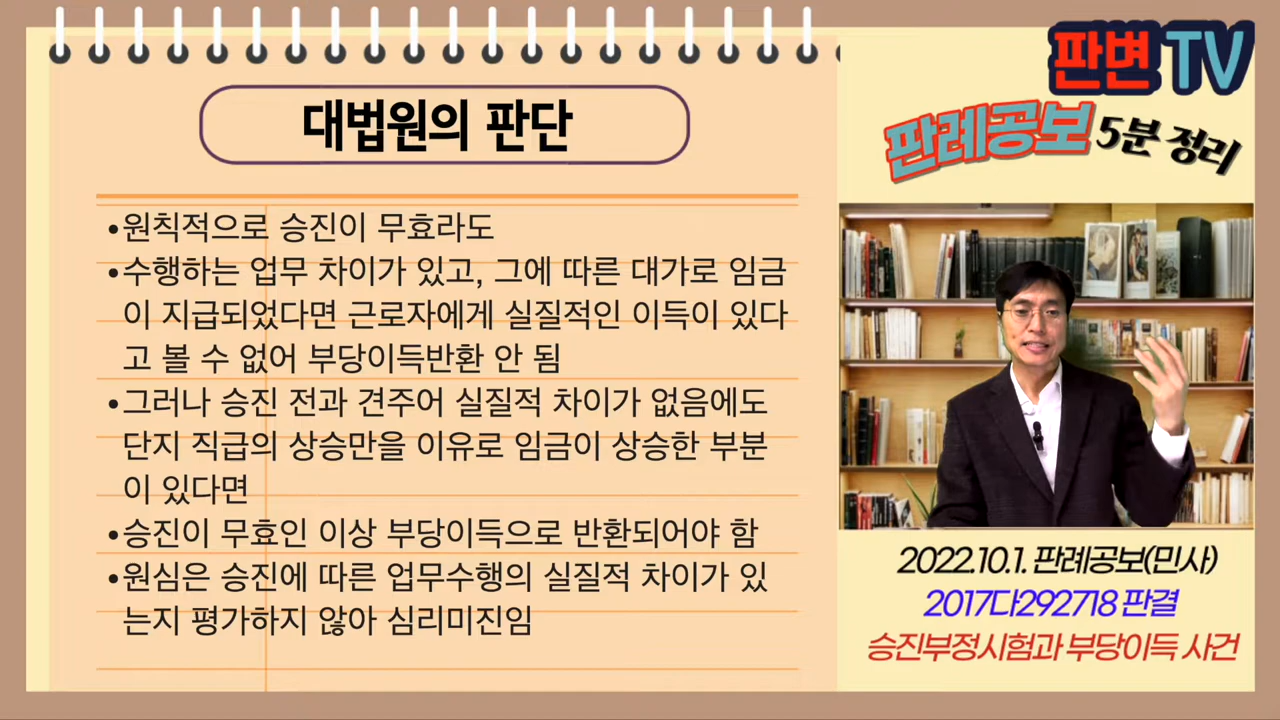 판변 TV
판례공보 5분 정리
대법원의 판단
•원칙적으로 승진이 무효라도
•수행하는 업무 차이가 있고, 그에 따른 대가로 임금
이 지급되었다면 근로자에게 실질적인 이득이 있다
고 볼 수 없어 부당이득반환 안 됨
•그러나 승진 전과 견주어 실질적 차이가 없음에도
단지 직급의 상승만을 이유로 임금이 상승한 부분
이 있다면
•승진이 무효인 이상 부당이득으로 반환되어야 함
•원심은 승진에 따른 업무수행의 실질적 차이가 있
는지 평가하지 않아 심리미진임
2022.10.1. 판례공보(민사)
2017다292718 판결
승진부정시험과 부당이득 사건